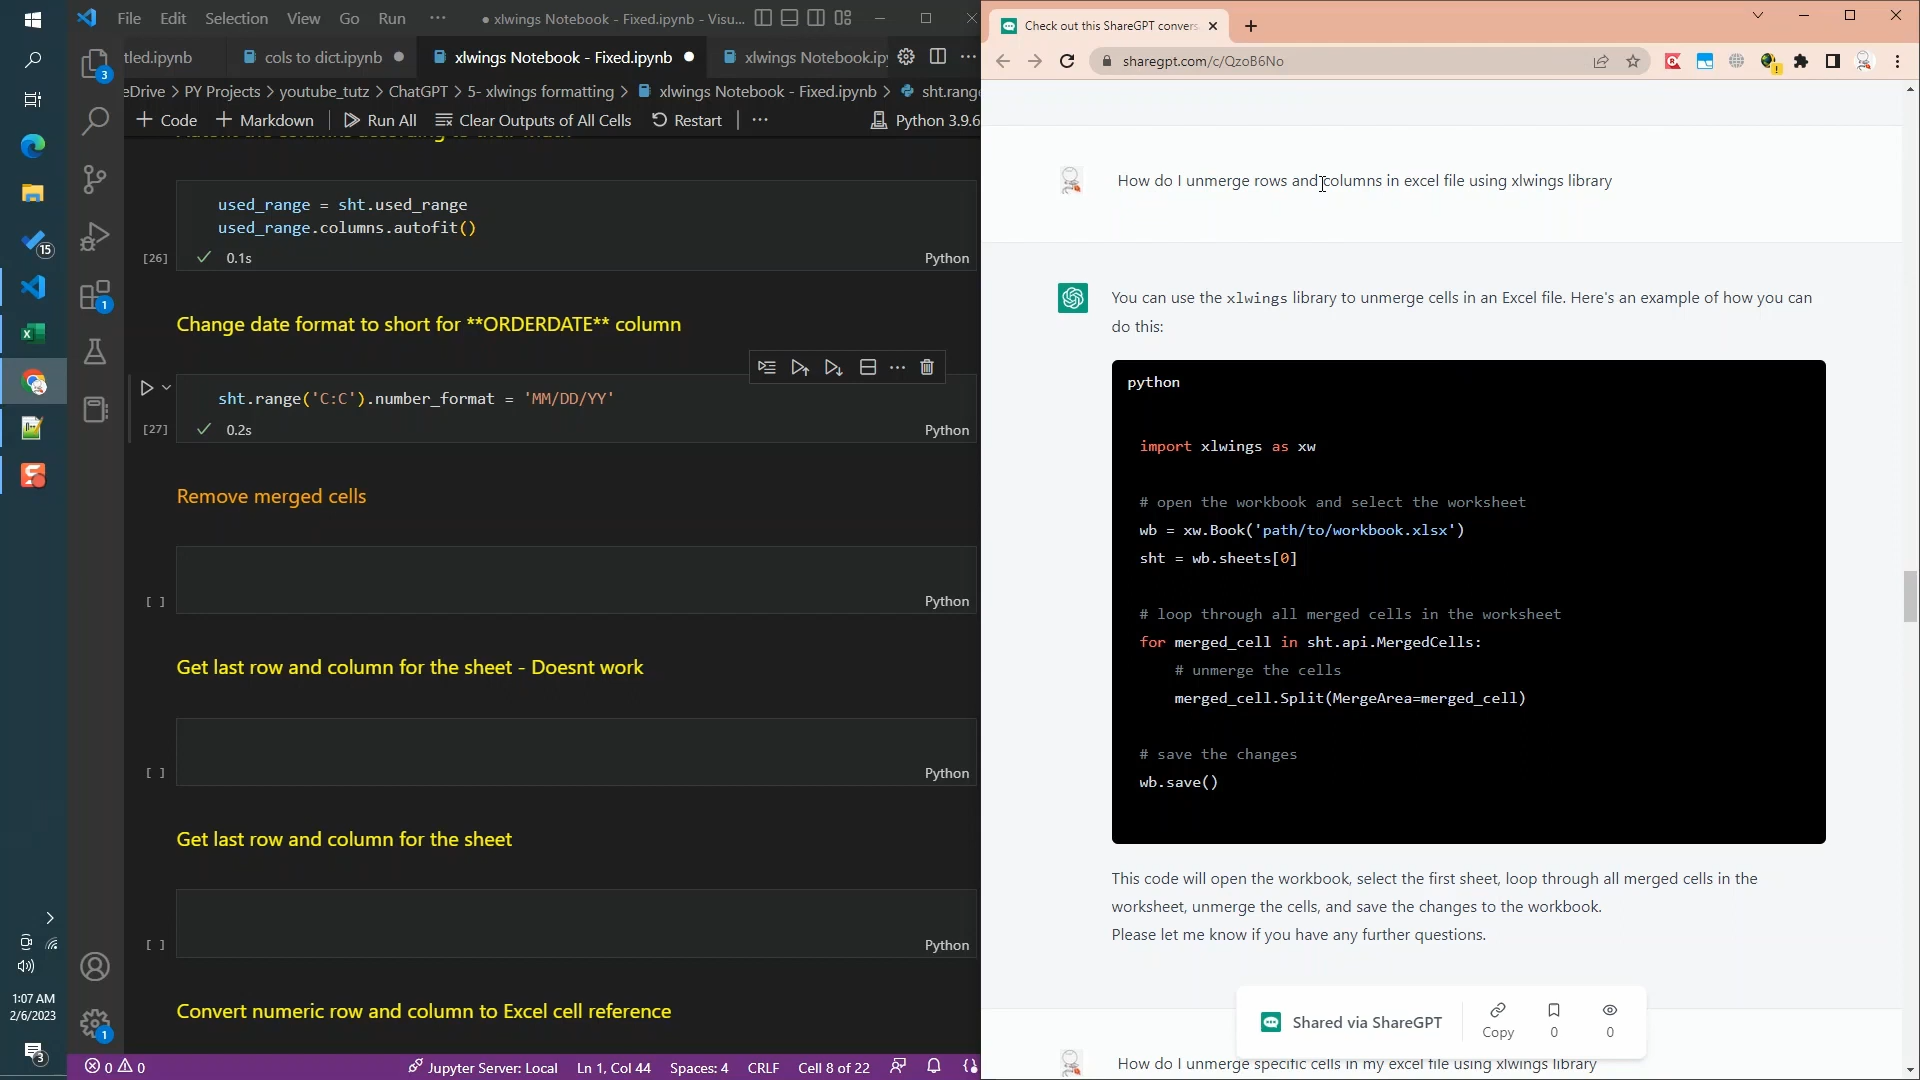 File Edit Selection View Go Run ··· ● xlwings Notebook - Fixed.ipynb - Visu...
tled.ipynb cols to dict.ipynb xlwings Notebook - Fixed.ipynb xlwings Notebook.ipy ···
eDrive > PY Projects > youtube_tutz > ChatGPT > 5- xlwings formatting > xlwings Notebook - Fixed.ipynb > sht.rang
+ Code + Markdown Run All Clear Outputs of All Cells Restart ··· Python 3.9.6
used_range = sht.used_range
used_range.columns.autofit()
[26] 0.1s Python
Change date format to short for **ORDERDATE** column
sht.range('C:C').number_format = 'MM/DD/YY'
[27] 0.2s Python
Remove merged cells
[ ] Python
Get last row and column for the sheet - Doesnt work
[ ] Python
Get last row and column for the sheet
[ ] Python
Convert numeric row and column to Excel cell reference
3
1
1
15
1:07 AM
2/6/2023
3
0 0 Jupyter Server: Local Ln 1, Col 44 Spaces: 4 CRLF Cell 8 of 22
Check out this ShareGPT convers
sharegpt.com/c/QzoB6No
How do I unmerge rows and columns in excel file using xlwings library
You can use the xlwings library to unmerge cells in an Excel file. Here's an example of how you can
do this:
python
import xlwings as xw
# open the workbook and select the worksheet
wb = xw.Book('path/to/workbook.xlsx')
sht = wb.sheets[0]
# loop through all merged cells in the worksheet
for merged_cell in sht.api.MergedCells:
# unmerge the cells
merged_cell.Split(MergeArea=merged_cell)
# save the changes
wb.save()
This code will open the workbook, select the first sheet, loop through all merged cells in the
worksheet, unmerge the cells, and save the changes to the workbook.
Please let me know if you have any further questions.
Shared via ShareGPT Copy 0 0
How do I unmerge specific cells in my excel file using xlwings library